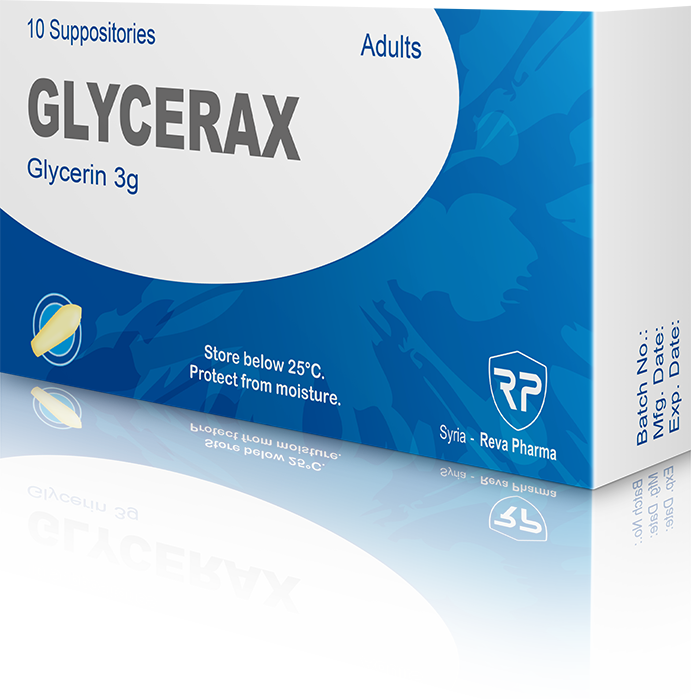 10 Suppositories
Adults
GLYCERAX
Glycerin 3g
Store below 25°C.
Protect from moisture.
RP
Syria - Reva Pharma
Batch No.:
Mfg. Date:
Exp. Date: